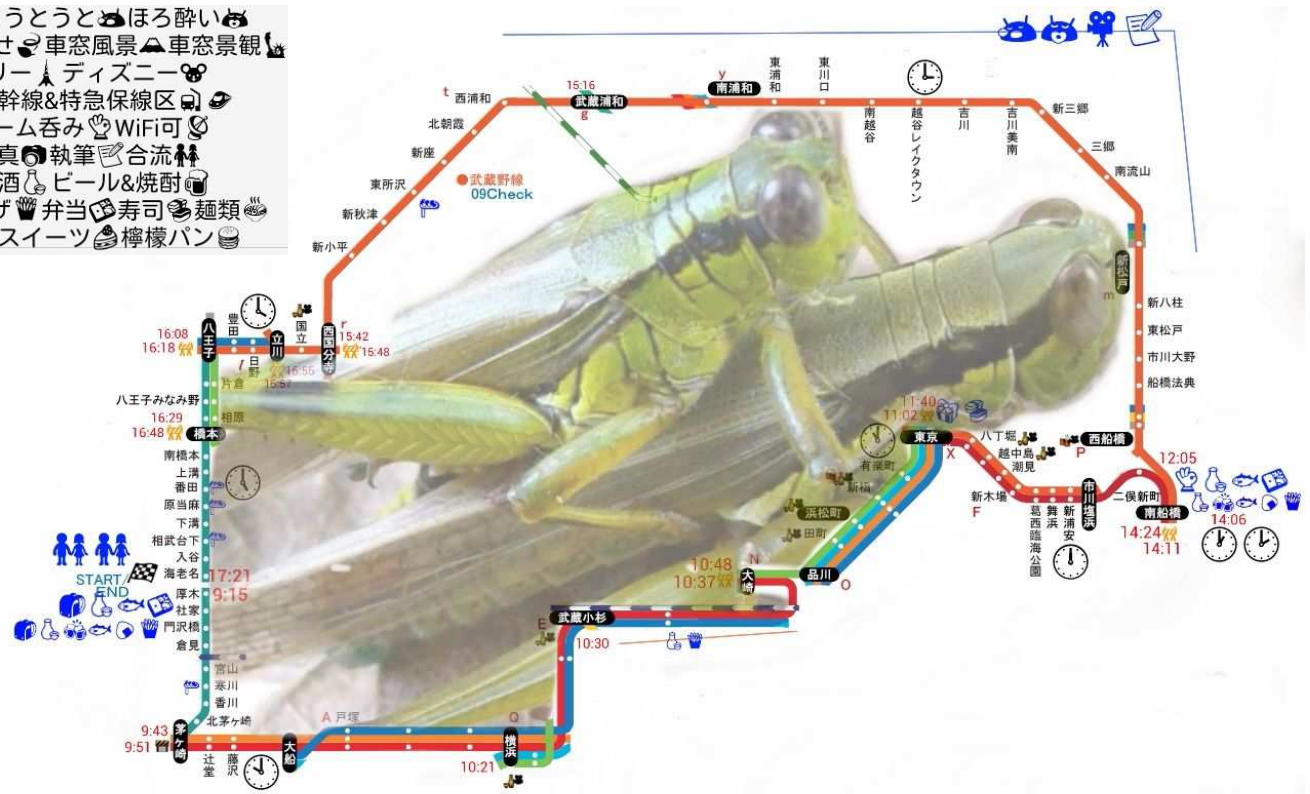 うとうと ほろ酔い
せ 車窓風景 車窓景観
リー ディズニー
幹線&特急保線区
ーム呑み WiFi可
真 執筆 合流
酒 ビール&焼酎
ザ 弁当 寿司 麺類
スイーツ 檸檬パン
t 西浦和
15:16
武蔵浦和
g
y
南浦和
東浦和
東川口
南越谷
越谷レイクタウン
吉川
吉川美南
新三郷
三郷
南流山
新松戸
m
新八柱
東松戸
市川大野
船橋法典
北朝霞
新座
東所沢
新秋津
新小平
武蔵野線
09Check
八王子
16:08
16:18
豊田
日野
l
立川
16:55
16:57
国立
r
西国分寺
15:42
15:48
片倉
八王子みなみ野
相原
16:29
16:48
橋本
南橋本
上溝
番田
原当麻
下溝
相武台下
入谷
海老名
START/
END
17:21
9:15
厚木
社家
門沢橋
倉見
宮山
寒川
香川
北茅ヶ崎
9:43
9:51
茅ヶ崎
辻堂
藤沢
大船
A 戸塚
Q
横浜
10:21
E
武蔵小杉
10:30
10:48
10:37
N
大崎
品川
O
田町
浜松町
新橋
有楽町
11:40
11:02
東京
X
八丁堀
越中島
潮見
新木場
F
葛西臨海公園
舞浜
新浦安
市川塩浜
二俣新町
西船橋
P
12:05
南船橋
14:24
14:11
14:06